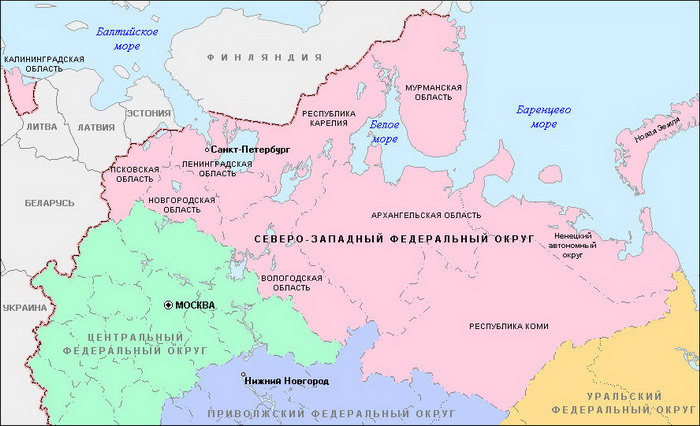 Балтийское
море
ФИНЛЯНДИЯ
КАЛИНИНГРАДСКАЯ
ОБЛАСТЬ
МУРМАНСКАЯ
ОБЛАСТЬ
Баренцево
море
РЕСПУБЛИКА
КАРЕЛИЯ
Белое
море
Новая Земля
ЭСТОНИЯ
ЛИТВА
ЛАТВИЯ
Санкт-Петербург
ПСКОВСКАЯ
ОБЛАСТЬ
ЛЕНИНГРАДСКАЯ
ОБЛАСТЬ
БЕЛАРУСЬ
НОВГОРОДСКАЯ
ОБЛАСТЬ
АРХАНГЕЛЬСКАЯ ОБЛАСТЬ
СЕВЕРО-ЗАПАДНЫЙ ФЕДЕРАЛЬНЫЙ ОКРУГ
Ненецкий
автономный
округ
ВОЛОГОДСКАЯ
ОБЛАСТЬ
УКРАИНА
МОСКВА
РЕСПУБЛИКА КОМИ
ЦЕНТРАЛЬНЫЙ
ФЕДЕРАЛЬНЫЙ ОКРУГ
Нижний Новгород
УРАЛЬСКИЙ
ФЕДЕРАЛЬНЫЙ ОКРУГ
ПРИВОЛЖСКИЙ ФЕДЕРАЛЬНЫЙ ОКРУГ